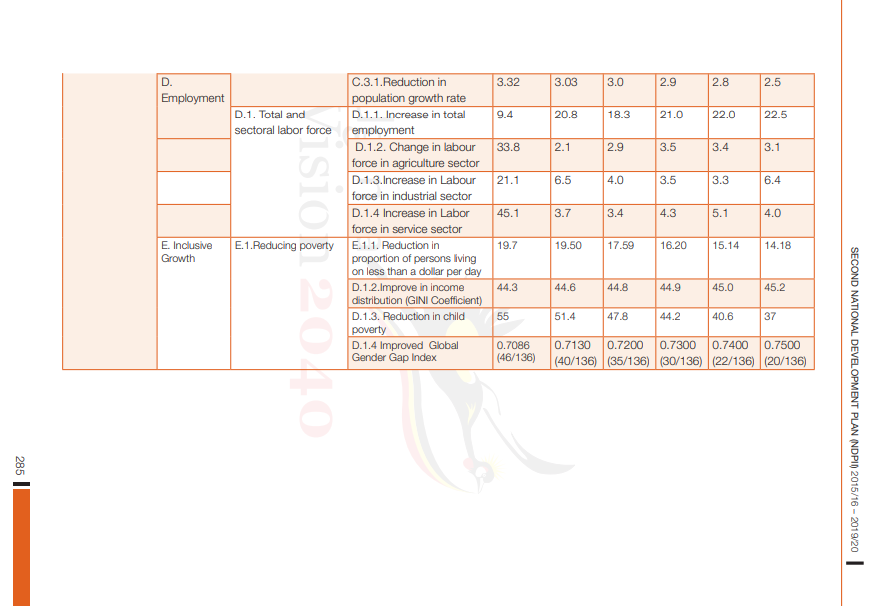 D.
Employment
C.3.1.Reduction in
population growth rate
3.32 3.03 3.0 2.9 2.8 2.5
D.1. Total and
sectoral labor force
D.1.1. Increase in total
employment
9.4 20.8 18.3 21.0 22.0 22.5
D.1.2. Change in labour
force in agriculture sector
33.8 2.1 2.9 3.5 3.4 3.1
D.1.3.Increase in Labour
force in industrial sector
21.1 6.5 4.0 3.5 3.3 6.4
D.1.4 Increase in Labor
force in service sector
45.1 3.7 3.4 4.3 5.1 4.0
E. Inclusive
Growth
E.1.Reducing poverty
E.1.1. Reduction in
proportion of persons living
on less than a dollar per day
19.7 19.50 17.59 16.20 15.14 14.18
D.1.2.Improve in income
distribution (GINI Coefficient)
44.3 44.6 44.8 44.9 45.0 45.2
D.1.3. Reduction in child
poverty
55 51.4 47.8 44.2 40.6 37
D.1.4 Improved Global
Gender Gap Index
0.7086 0.7130 0.7200 0.7300 0.7400 0.7500
(46/136) (40/136) (35/136) (30/136) (22/136) (20/136)
Vision 2040
SECOND NATIONAL DEVELOPMENT PLAN (NDPII) 2015/16 – 2019/20
285